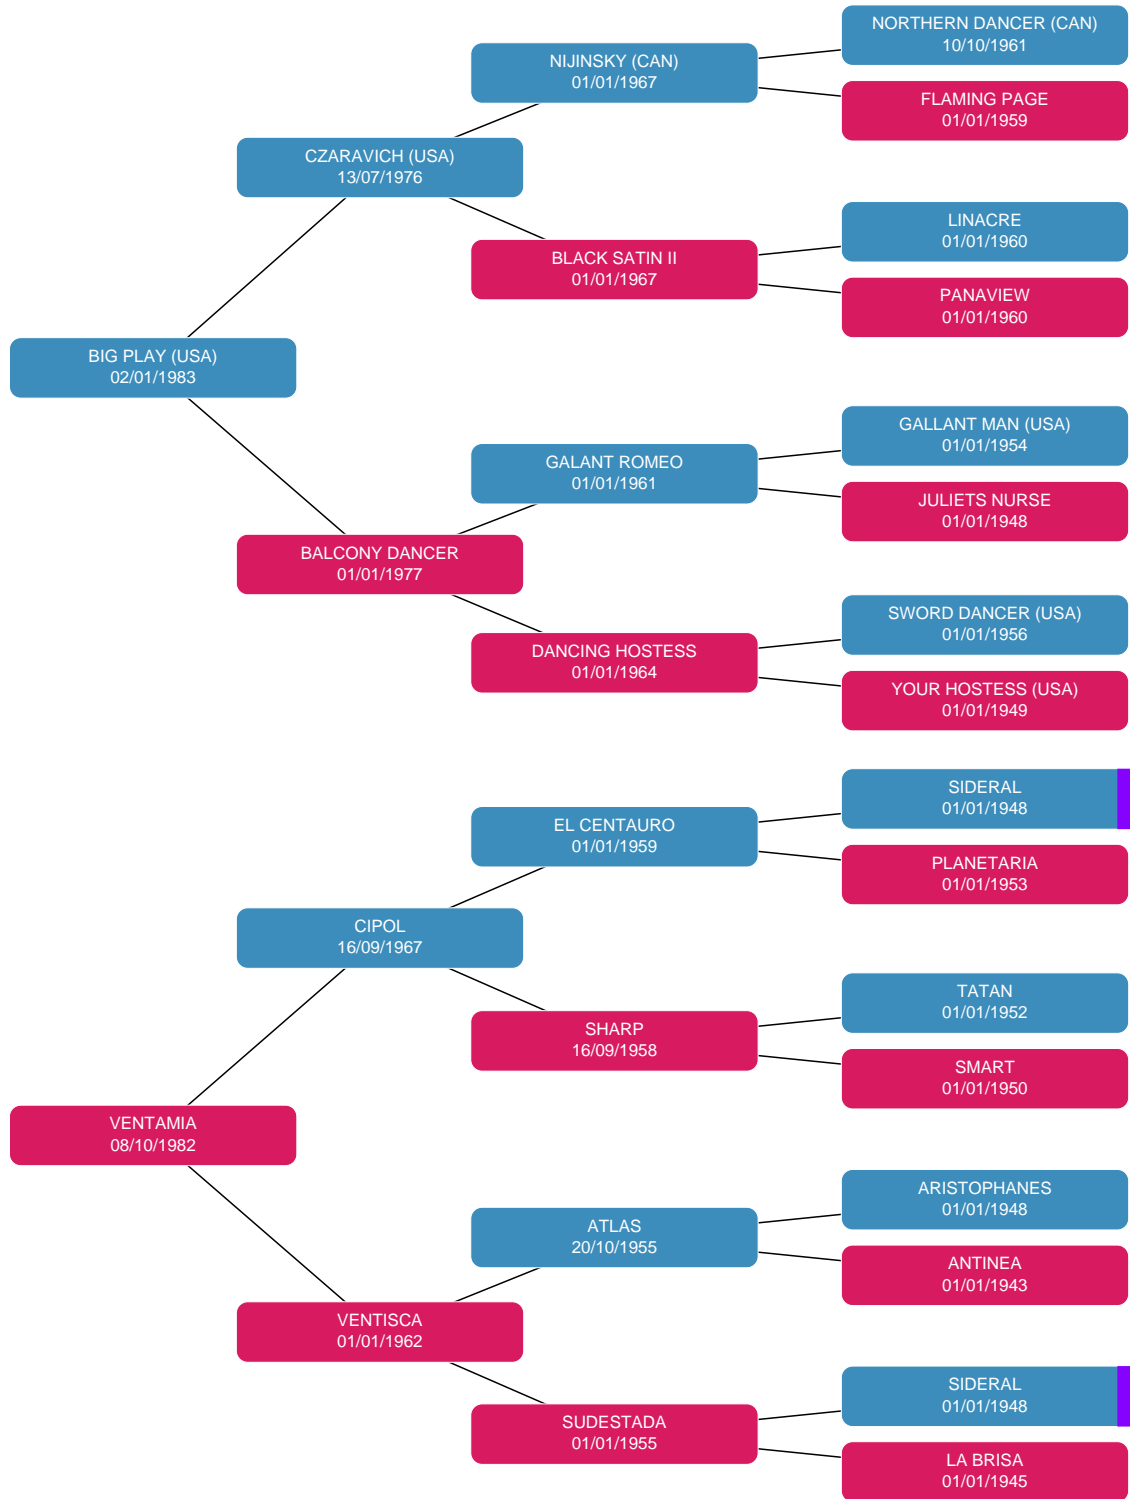 NORTHERN DANCER (CAN)
10/10/1961
NIJINSKY (CAN)
01/01/1967
FLAMING PAGE
01/01/1959
CZARAVICH (USA)
13/07/1976
LINACRE
01/01/1960
BLACK SATIN II
01/01/1967
PANAVIEW
01/01/1960
BIG PLAY (USA)
02/01/1983
GALLANT MAN (USA)
01/01/1954
GALANT ROMEO
01/01/1961
JULIETS NURSE
01/01/1948
BALCONY DANCER
01/01/1977
SWORD DANCER (USA)
01/01/1956
DANCING HOSTESS
01/01/1964
YOUR HOSTESS (USA)
01/01/1949
SIDERAL
01/01/1948
EL CENTAURO
01/01/1959
PLANETARIA
01/01/1953
CIPOL
16/09/1967
TATAN
01/01/1952
SHARP
16/09/1958
SMART
01/01/1950
VENTAMIA
08/10/1982
ARISTOPHANES
01/01/1948
ATLAS
20/10/1955
ANTINEA
01/01/1943
VENTISCA
01/01/1962
SIDERAL
01/01/1948
SUDESTADA
01/01/1955
LA BRISA
01/01/1945